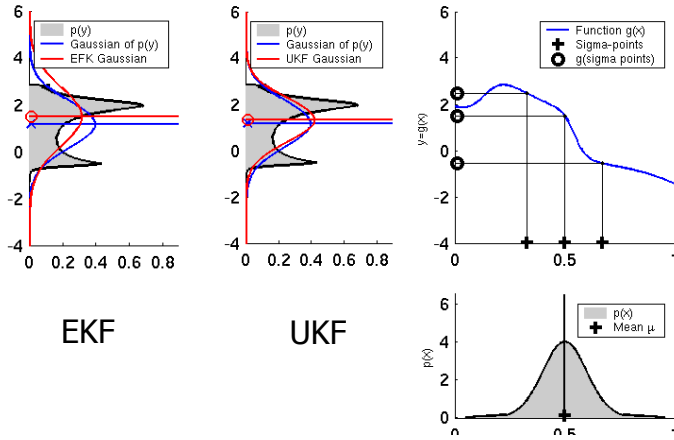 p(y)
Gaussian of p(y)
EFK Gaussian
6
4
2
0
-2
-4
0 0.2 0.4 0.6 0.8
EKF
p(y)
Gaussian of p(y)
UKF Gaussian
6
4
2
0
-2
-4
0 0.2 0.4 0.6 0.8
UKF
Function g(x)
Sigma-points
g(sigma points)
y=g(x)
6
4
2
0
-2
-4
0 0.5 1
p(x)
Mean μ
p(x)
6
4
2
0
0 0.5